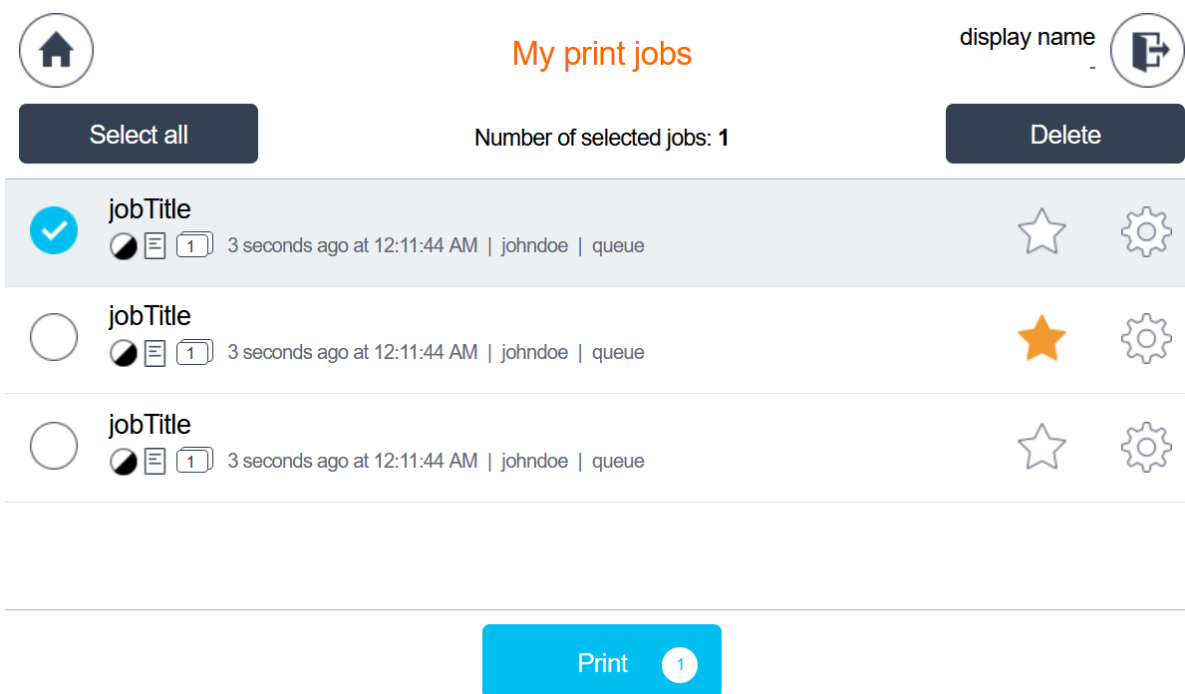 My print jobs
display name
-
Select all
Number of selected jobs: 1
Delete
jobTitle
1 3 seconds ago at 12:11:44 AM | johndoe | queue
jobTitle
1 3 seconds ago at 12:11:44 AM | johndoe | queue
jobTitle
1 3 seconds ago at 12:11:44 AM | johndoe | queue
Print 1